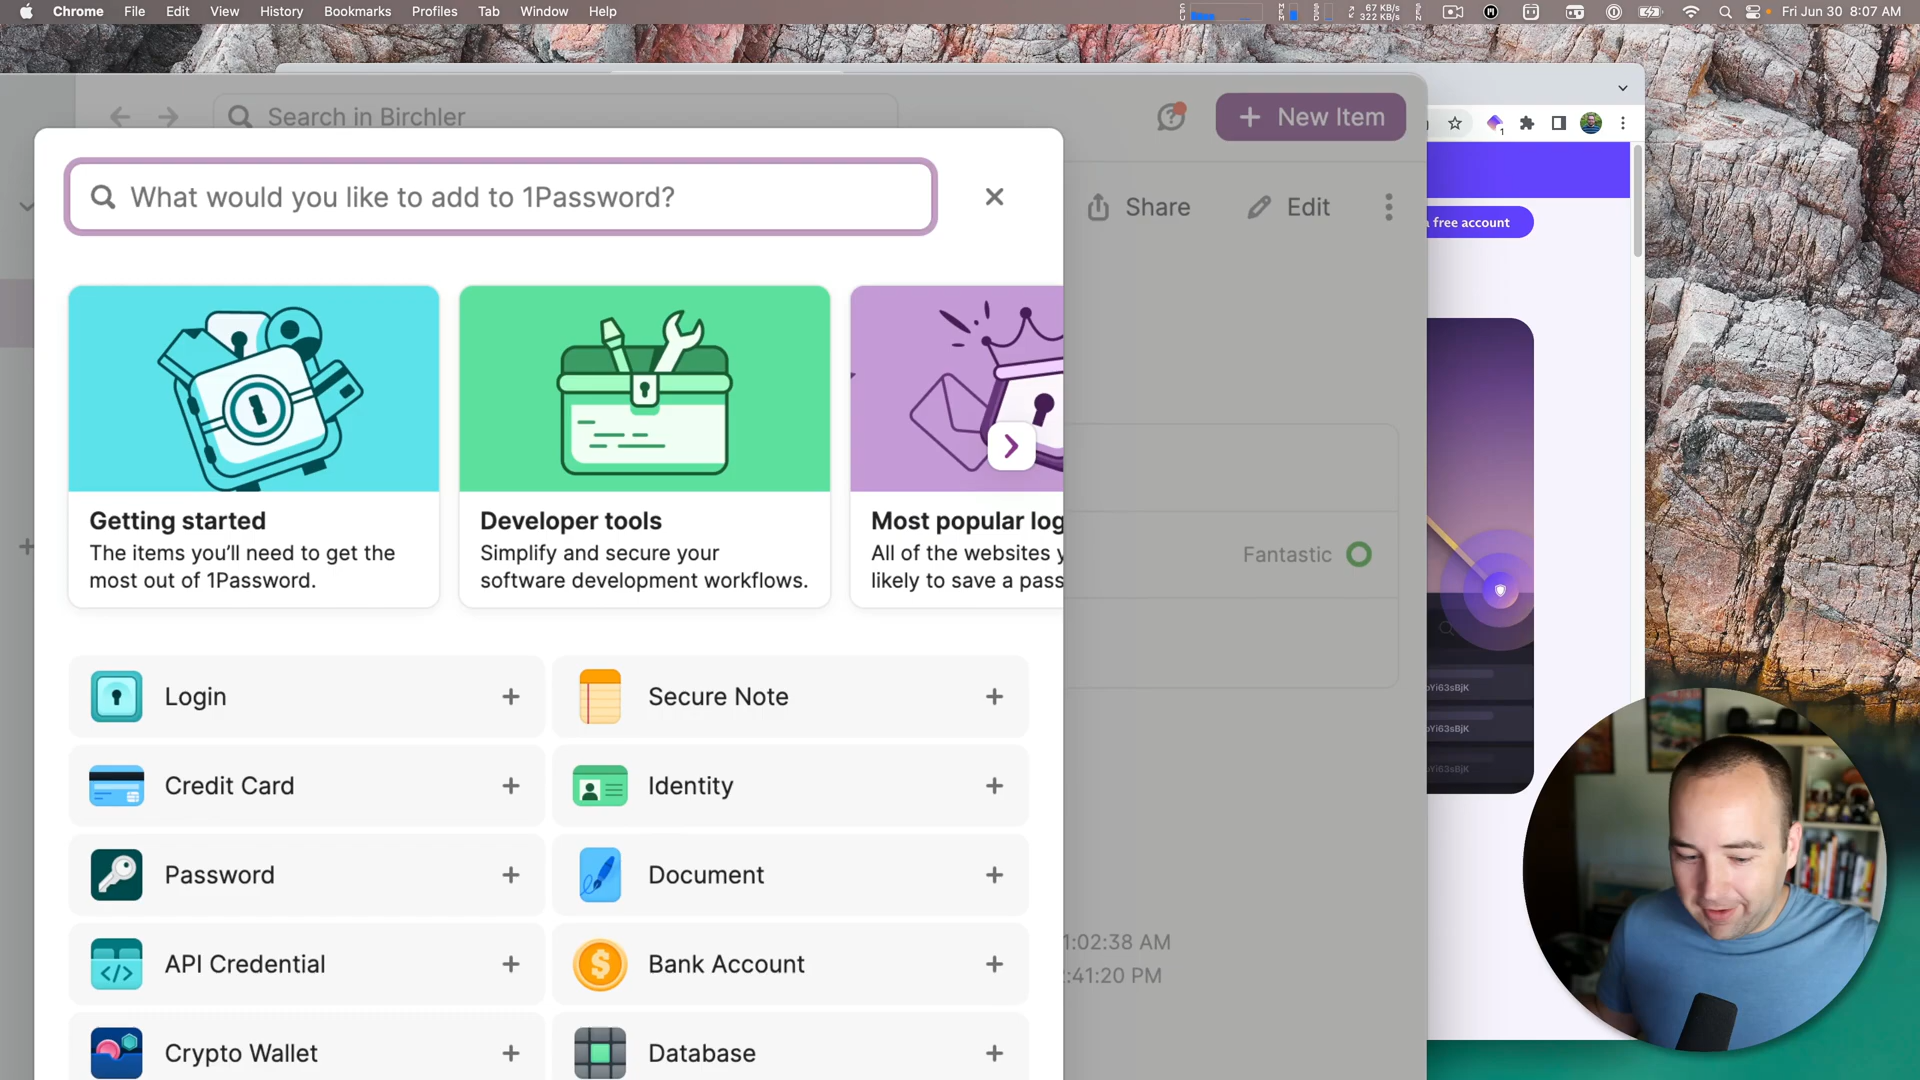 Chrome File Edit View History Bookmarks Profiles Tab Window Help
67 KB/s
322 KB/s
Fri Jun 30 8:07 AM
Search in Birchler
New Item
What would you like to add to 1Password?
Share
Edit
free account
Getting started
The items you'll need to get the
most out of 1Password.
Developer tools
Simplify and secure your
software development workflows.
Most popular log
All of the websites y
likely to save a pass
Fantastic
Login
Secure Note
Credit Card
Identity
Password
Document
API Credential
Bank Account
Crypto Wallet
Database
1:02:38 AM
:41:20 PM
Yi63sBjK
Yi63sBjK
Yi63sBjK